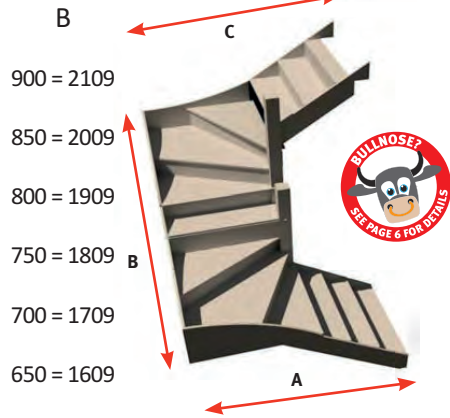 B
C
900 = 2109
850 = 2009
800 = 1909
750 = 1809
700 = 1709
650 = 1609
B
A
BULLNOSE?
SEE PAGE 6 FOR DETAILS